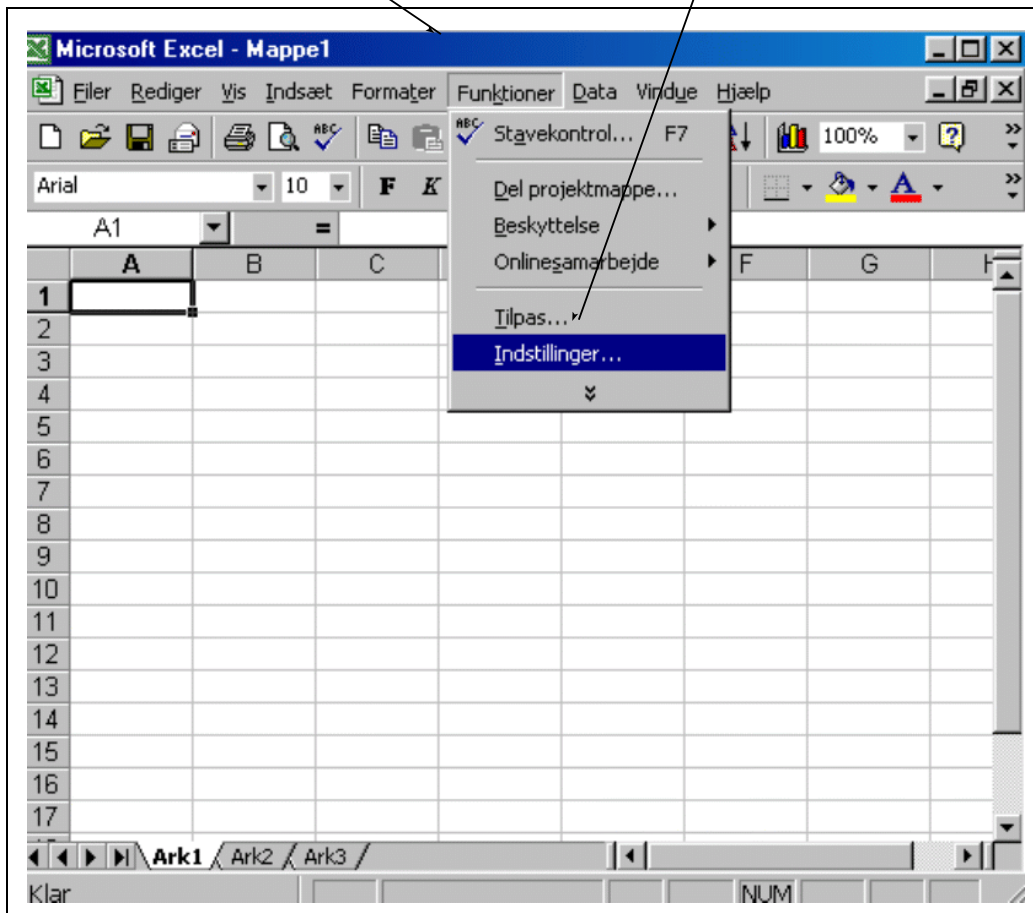 Microsoft Excel - Mappe1
Filer Rediger Vis Indsæt Formater Funktioner Data Vindue Hjælp
ABC 100% ?
Arial 10 F K A
A1 =
ABC Stavekontrol... F7
Del projektmappe...
Beskyttelse
Onlinesamarbejde
Tilpas...
Indstillinger...
A B C F G H
1
2
3
4
5
6
7
8
9
10
11
12
13
14
15
16
17
Ark1 Ark2 Ark3
Klar NUM